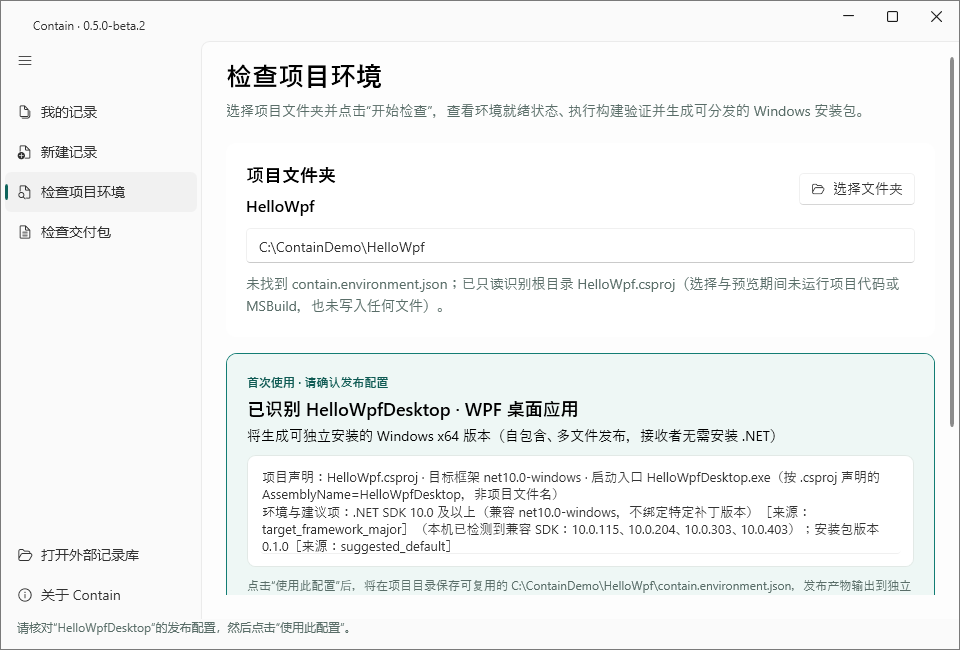 Contain · 0.5.0-beta.2
我的记录
新建记录
检查项目环境
检查交付包
打开外部记录库
关于 Contain
检查项目环境
选择项目文件夹并点击“开始检查”，查看环境就绪状态、执行构建验证并生成可分发的 Windows 安装包。
项目文件夹
HelloWpf
选择文件夹
C:\ContainDemo\HelloWpf
未找到 contain.environment.json；已只读识别根目录 HelloWpf.csproj（选择与预览期间未运行项目代码或
MSBuild，也未写入任何文件）。
首次使用 · 请确认发布配置
已识别 HelloWpfDesktop · WPF 桌面应用
将生成可独立安装的 Windows x64 版本（自包含、多文件发布，接收者无需安装 .NET）
项目声明：HelloWpf.csproj · 目标框架 net10.0-windows · 启动入口 HelloWpfDesktop.exe（按 .csproj 声明的
AssemblyName=HelloWpfDesktop，非项目文件名）
环境与建议项：.NET SDK 10.0 及以上（兼容 net10.0-windows，不绑定特定补丁版本）［来源：
target_framework_major］（本机已检测到兼容 SDK：10.0.115、10.0.204、10.0.303、10.0.403）；安装包版本
0.1.0［来源：suggested_default］
点击“使用此配置”后，将在项目目录保存可复用的 C:\ContainDemo\HelloWpf\contain.environment.json，发布产物输出到独立
请核对“HelloWpfDesktop”的发布配置，然后点击“使用此配置”。